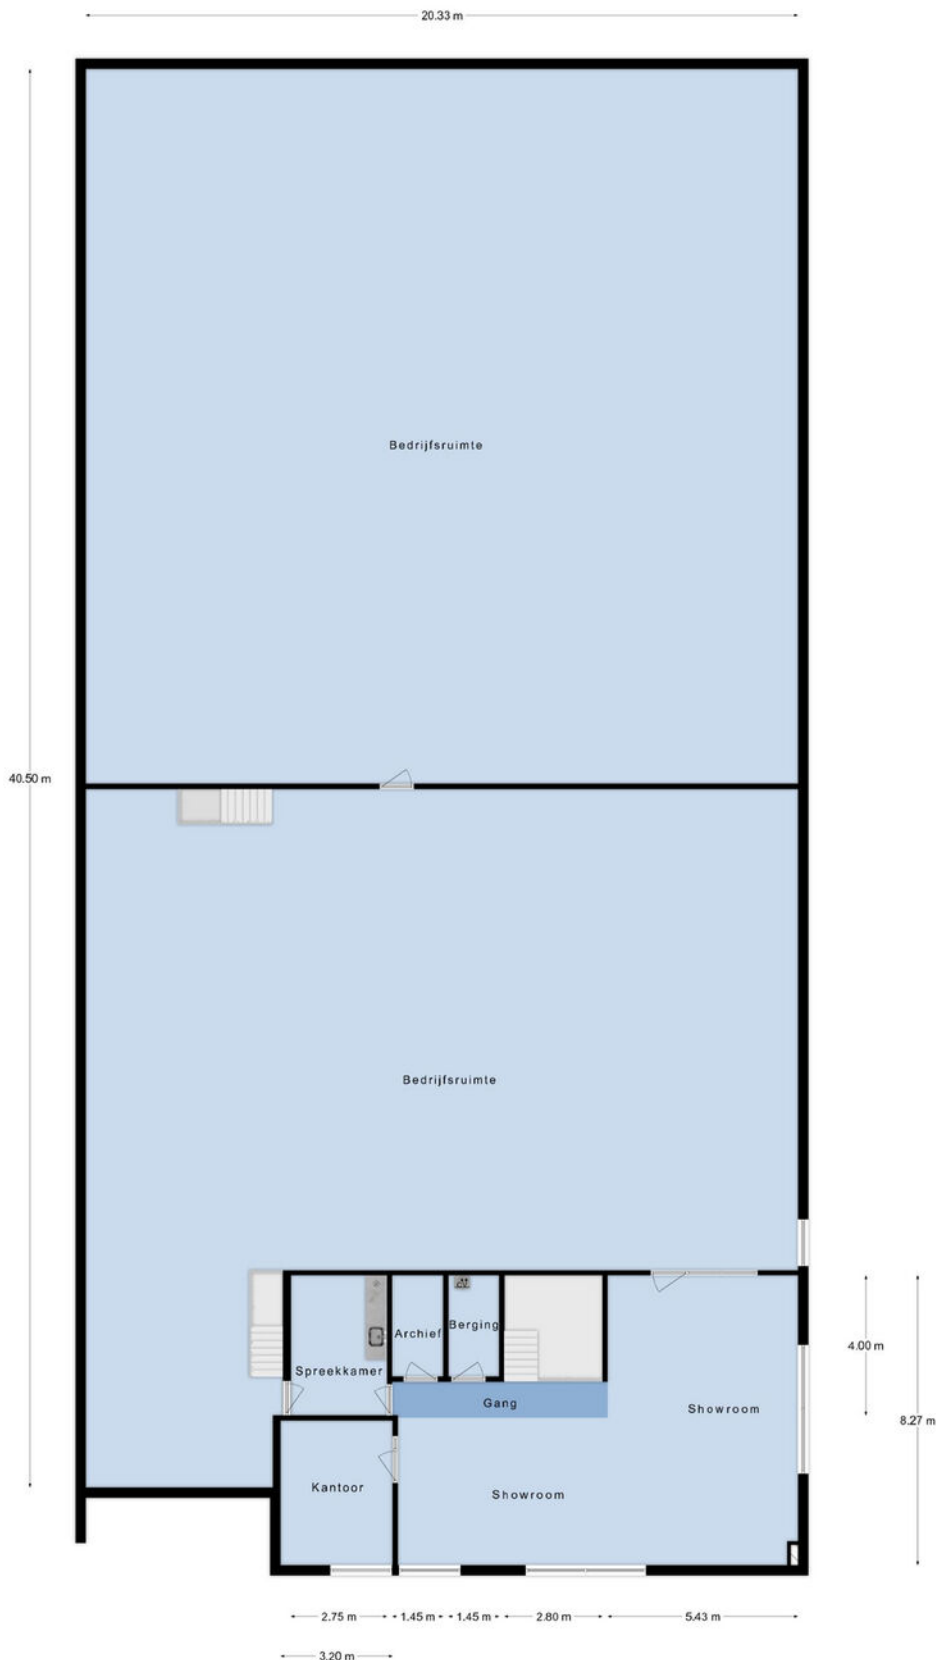 20.33 m
Bedrijfsruimte
40.50 m
Bedrijfsruimte
Archief
Berging
Spreekkamer
4.00 m
Gang
Showroom
8.27 m
Kantoor
Showroom
2.75 m
1.45 m
1.45 m
2.80 m
5.43 m
3.20 m